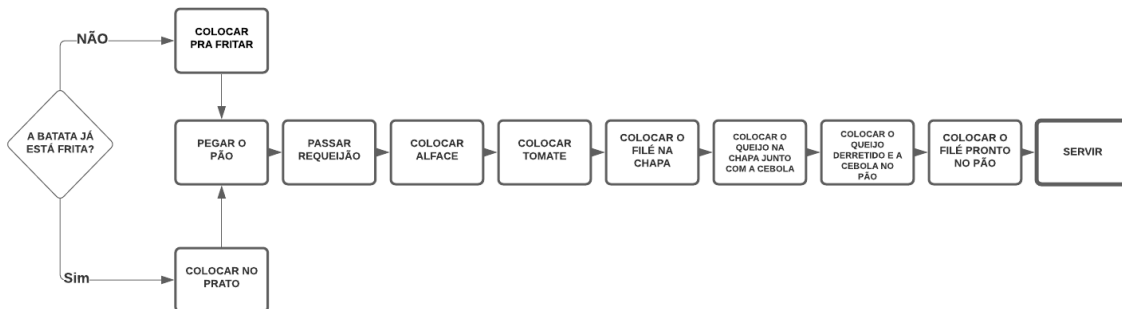 NÃO
COLOCAR
PRA FRITAR
A BATATA JÁ
ESTÁ FRITA?
PEGAR O
PÃO
PASSAR
REQUEIJÃO
COLOCAR
ALFACE
COLOCAR
TOMATE
COLOCAR O
FILÉ NA
CHAPA
COLOCAR O
QUEIJO NA
CHAPA JUNTO
COM A CEBOLA
COLOCAR O
QUEIJO
DERRETIDO E A
CEBOLA NO
PÃO
COLOCAR O
FILÉ PRONTO
NO PÃO
SERVIR
Sim
COLOCAR NO
PRATO